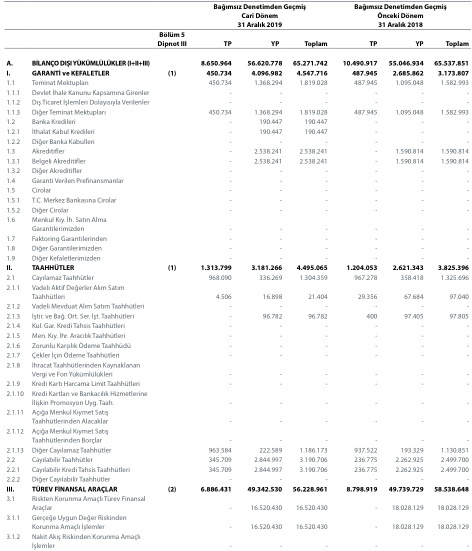 Bağımsız Denetimden Geçmiş Bağımsız Denetimden Geçmiş
Cari Dönem Önceki Dönem
31 Aralık 2019 31 Aralık 2018
Bölüm 5
Dipnot III TP YP Toplam TP YP Toplam
A. BİLANÇO DIŞI YÜKÜMLÜLÜKLER (I+II+III) 8.650.964 56.620.778 65.271.742 10.490.917 55.046.934 65.537.851
I. GARANTİ ve KEFALETLER (1) 450.734 4.096.982 4.547.716 487.945 2.685.862 3.173.807
1.1 Teminat Mektupları 450.734 1.368.294 1.819.028 487.945 1.095.048 1.582.993
1.1.1 Devlet İhale Kanunu Kapsamına Girenler - - - - - -
1.1.2 Dış Ticaret İşlemleri Dolayısıyla Verilenler - - - - - -
1.1.3 Diğer Teminat Mektupları 450.734 1.368.294 1.819.028 487.945 1.095.048 1.582.993
1.2 Banka Kredileri - 190.447 190.447 - - -
1.2.1 İthalat Kabul Kredileri - 190.447 190.447 - - -
1.2.2 Diğer Banka Kabulleri - - - - - -
1.3 Akreditifler - 2.538.241 2.538.241 - 1.590.814 1.590.814
1.3.1 Belgeli Akreditifler - 2.538.241 2.538.241 - 1.590.814 1.590.814
1.3.2 Diğer Akreditifler - - - - - -
1.4 Garanti Verilen Prefinansmanlar - - - - - -
1.5 Cirolar - - - - - -
1.5.1 T.C. Merkez Bankasına Cirolar - - - - - -
1.5.2 Diğer Cirolar - - - - - -
1.6 Menkul Kıy. İh. Satın Alma
Garantilerimizden - - - - - -
1.7 Faktoring Garantilerinden - - - - - -
1.8 Diğer Garantilerimizden - - - - - -
1.9 Diğer Kefaletlerimizden - - - - - -
II. TAAHHÜTLER (1) 1.313.799 3.181.266 4.495.065 1.204.053 2.621.343 3.825.396
2.1 Cayılamaz Taahhütler 968.090 336.269 1.304.359 967.278 358.418 1.325.696
2.1.1 Vadeli Aktif Değerler Alım Satım
Taahhütleri 4.506 16.898 21.404 29.356 67.684 97.040
2.1.2 Vadeli Mevduat Alım Satım Taahhütleri - - - - - -
2.1.3 İştir. ve Bağ. Ort. Ser. İşt. Taahhütleri - 96.782 96.782 400 97.405 97.805
2.1.4 Kul. Gar. Kredi Tahsis Taahhütleri - - - - - -
2.1.5 Men. Kıy. İhr. Aracılık Taahhütleri - - - - - -
2.1.6 Zorunlu Karşılık Ödeme Taahhüdü - - - - - -
2.1.7 Çekler İçin Ödeme Taahhütleri - - - - - -
2.1.8 İhracat Taahhütlerinden Kaynaklanan
Vergi ve Fon Yükümlülükleri - - - - - -
2.1.9 Kredi Kartı Harcama Limit Taahhütleri - - - - - -
2.1.10 Kredi Kartları ve Bankacılık Hizmetlerine
İlişkin Promosyon Uyg. Taah. - - - - - -
2.1.11 Açığa Menkul Kıymet Satış
Taahhütlerinden Alacaklar - - - - - -
2.1.12 Açığa Menkul Kıymet Satış
Taahhütlerinden Borçlar - - - - - -
2.1.13 Diğer Cayılamaz Taahhütler 963.584 222.589 1.186.173 937.522 193.329 1.130.851
2.2 Cayılabilir Taahhütler 345.709 2.844.997 3.190.706 236.775 2.262.925 2.499.700
2.2.1 Cayılabilir Kredi Tahsis Taahhütleri 345.709 2.844.997 3.190.706 236.775 2.262.925 2.499.700
2.2.2 Diğer Cayılabilir Taahhütler - - - - - -
III. TÜREV FİNANSAL ARAÇLAR (2) 6.886.431 49.342.530 56.228.961 8.798.919 49.739.729 58.538.648
3.1 Riskten Korunma Amaçlı Türev Finansal
Araçlar - 16.520.430 16.520.430 - 18.028.129 18.028.129
3.1.1 Gerçeğe Uygun Değer Riskinden
Korunma Amaçlı İşlemler - 16.520.430 16.520.430 - 18.028.129 18.028.129
3.1.2 Nakit Akış Riskinden Korunma Amaçlı
İşlemler - - - - - -